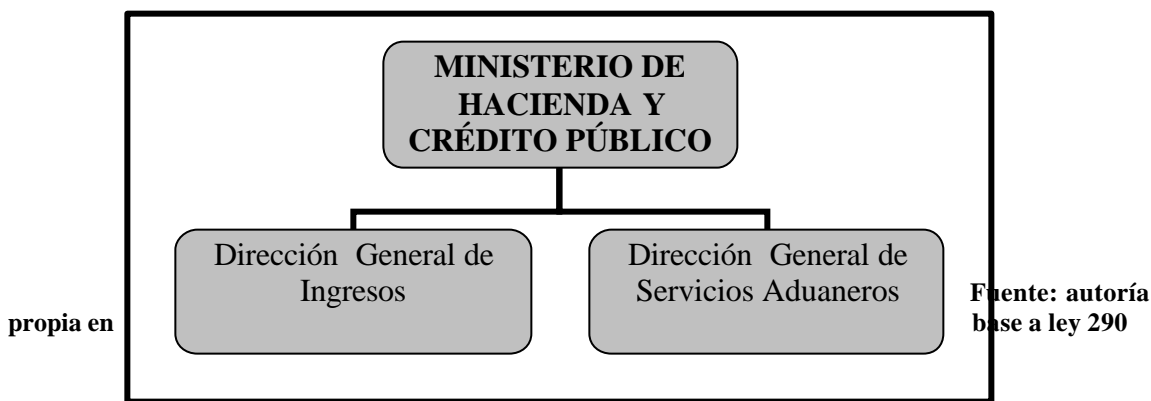 MINISTERIO DE
HACIENDA Y
CRÉDITO PÚBLICO
Dirección General de
Ingresos
Dirección General de
Servicios Aduaneros
Fuente: autoría
propia en base a ley 290